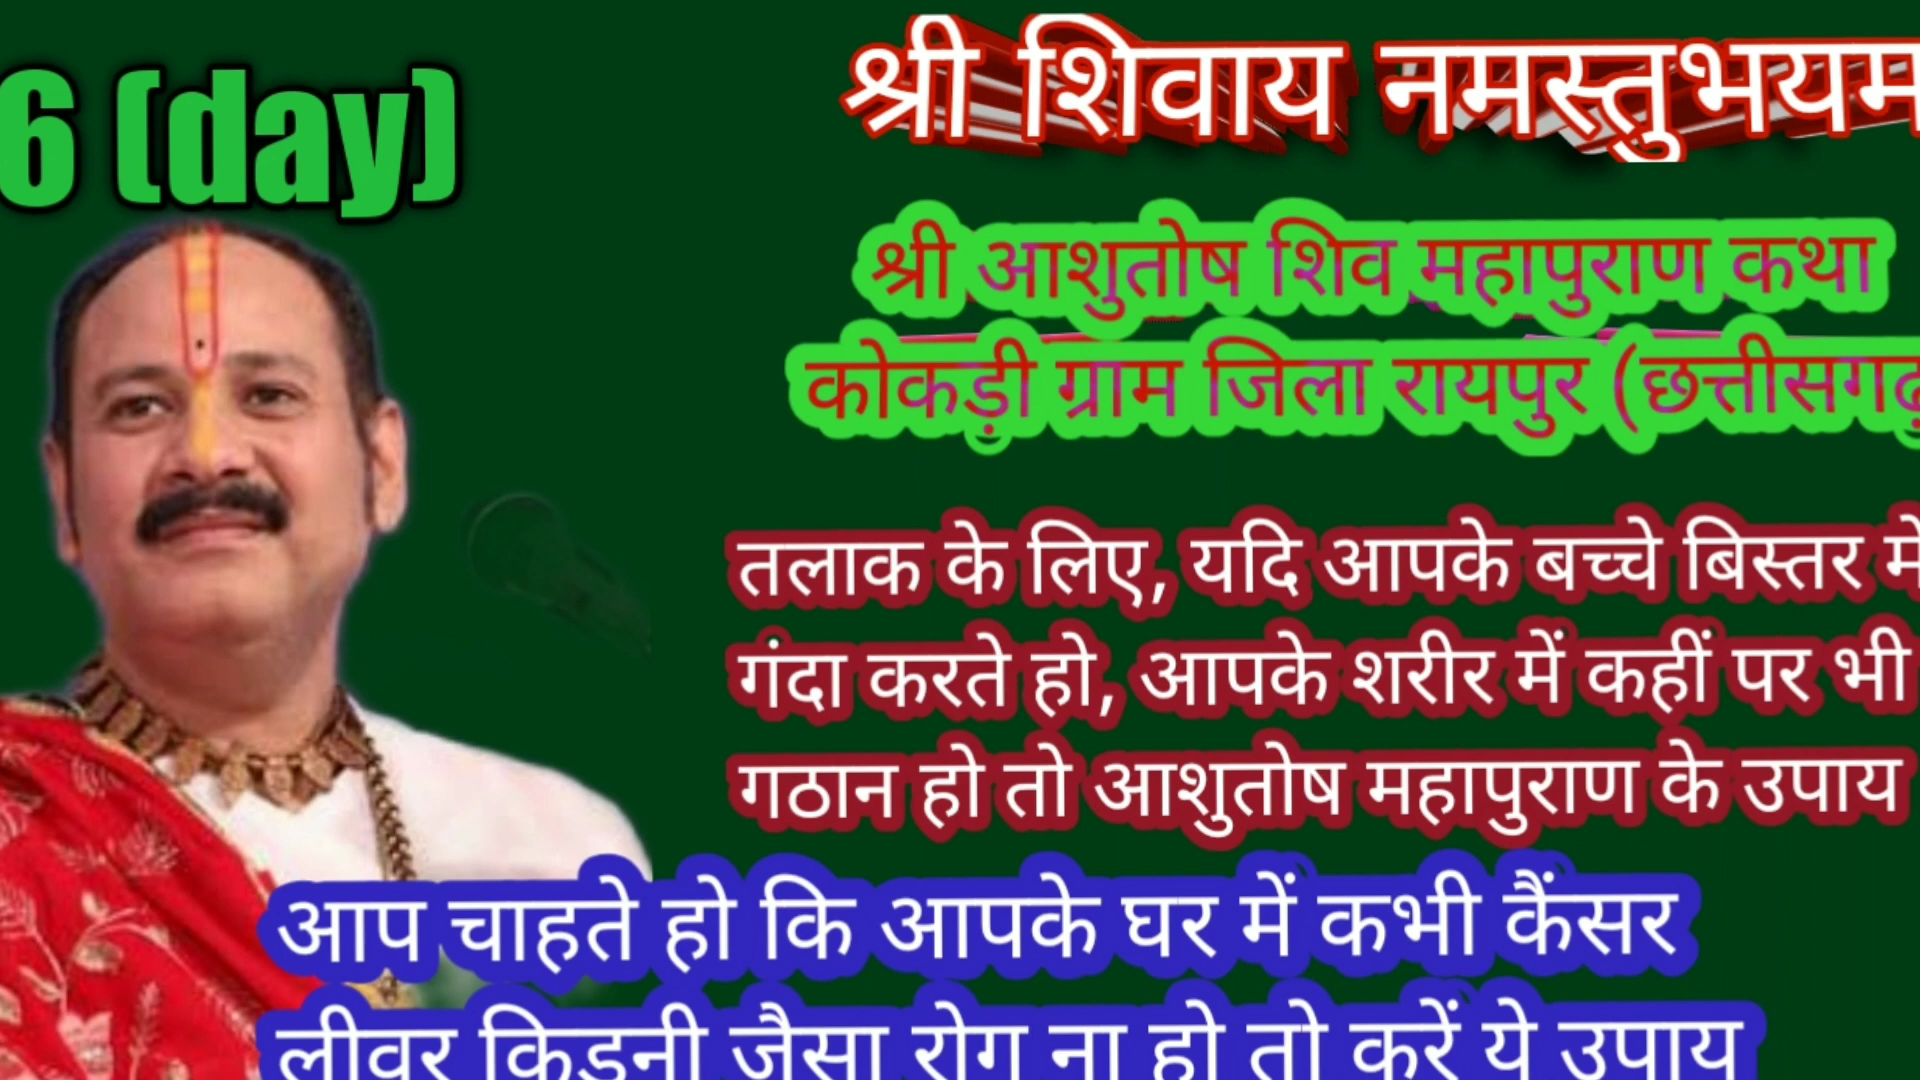 6 (day)
श्री शिवाय नमस्तुभयम
श्री आशुतोष शिव महापुराण कथा
कोकड़ी ग्राम जिला रायपुर (छत्तीसगढ़
तलाक के लिए, यदि आपके बच्चे बिस्तर में
गंदा करते हो, आपके शरीर में कहीं पर भी
गठान हो तो आशुतोष महापुराण के उपाय
आप चाहते हो कि आपके घर में कभी कैंसर
लीवर किडनी जैसा रोग ना हो तो करें ये उपाय